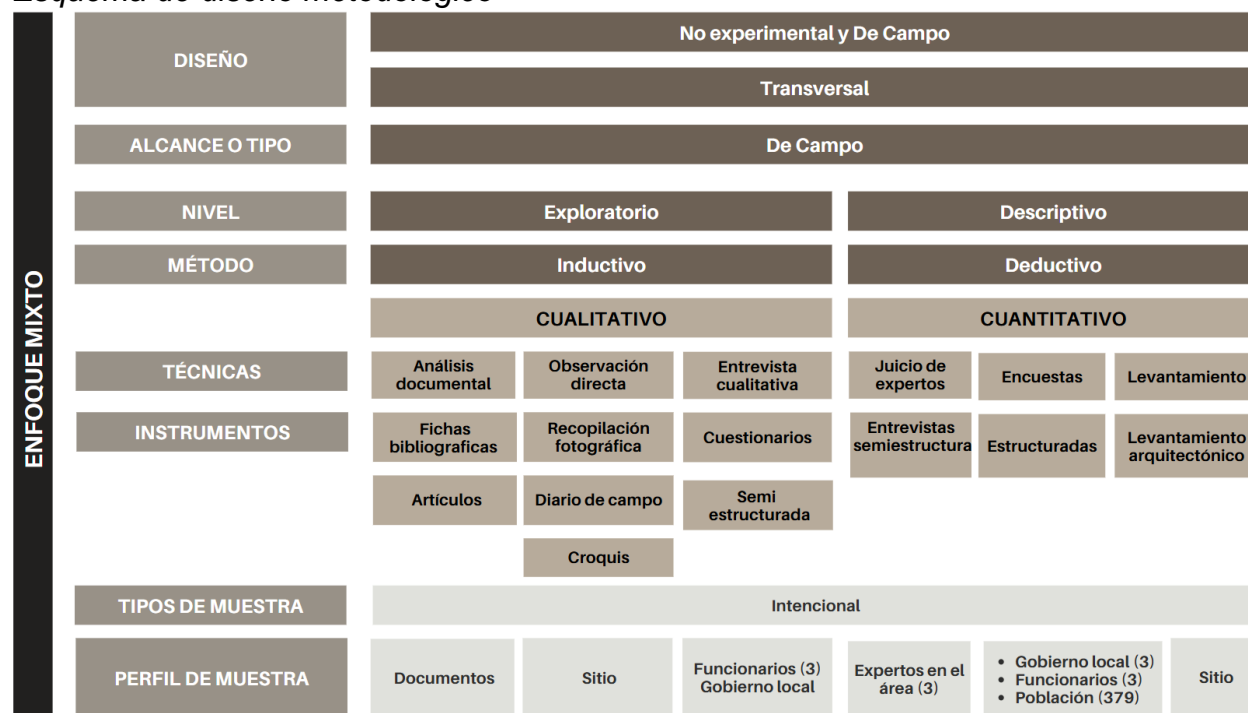 Esquema de diseño metodológico
ENFOQUE MIXTO
DISEÑO
No experimental y De Campo
Transversal
ALCANCE O TIPO
De Campo
NIVEL
Exploratorio
Descriptivo
MÉTODO
Inductivo
Deductivo
CUALITATIVO
CUANTITATIVO
TÉCNICAS
Análisis
documental
Observación
directa
Entrevista
cualitativa
Juicio de
expertos
Encuestas
Levantamiento
INSTRUMENTOS
Fichas
bibliograficas
Recopilación
fotográfica
Cuestionarios
Entrevistas
semiestructura
Estructuradas
Levantamiento
arquitectónico
Artículos
Diario de campo
Semi
estructurada
Croquis
TIPOS DE MUESTRA
Intencional
PERFIL DE MUESTRA
Documentos
Sitio
Funcionarios (3)
Gobierno local
Expertos en el
área (3)
• Gobierno local (3)
• Funcionarios (3)
• Población (379)
Sitio